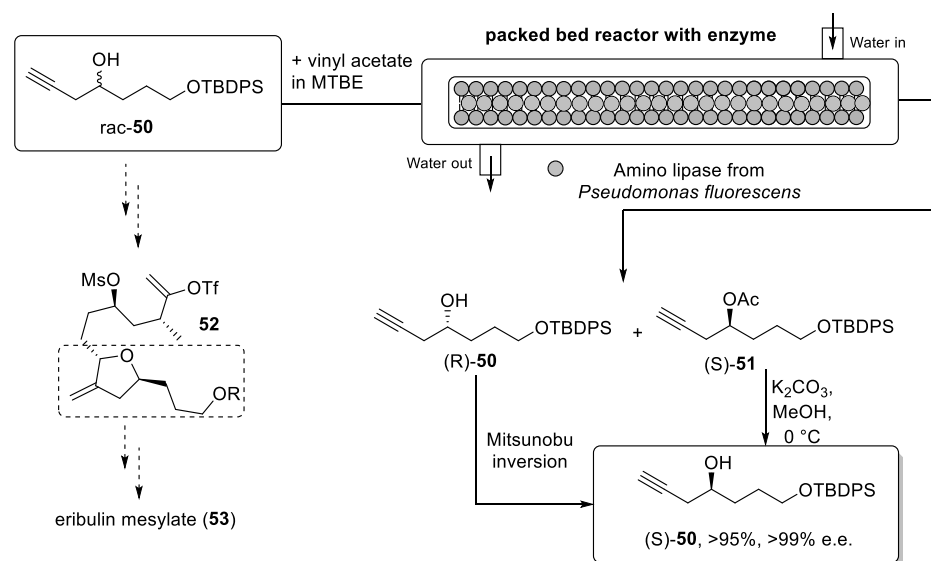 packed bed reactor with enzyme
Water in
+ vinyl acetate
in MTBE
OH
OTBDPS
rac-50
Water out
Amino lipase from
Pseudomonas fluorescens
MsO
OTf
52
O
OR
eribulin mesylate (53)
OH
OTBDPS
(R)-50
+
OAc
OTBDPS
(S)-51
K₂CO₃,
MeOH,
0 °C
Mitsunobu
inversion
OH
OTBDPS
(S)-50, >95%, >99% e.e.